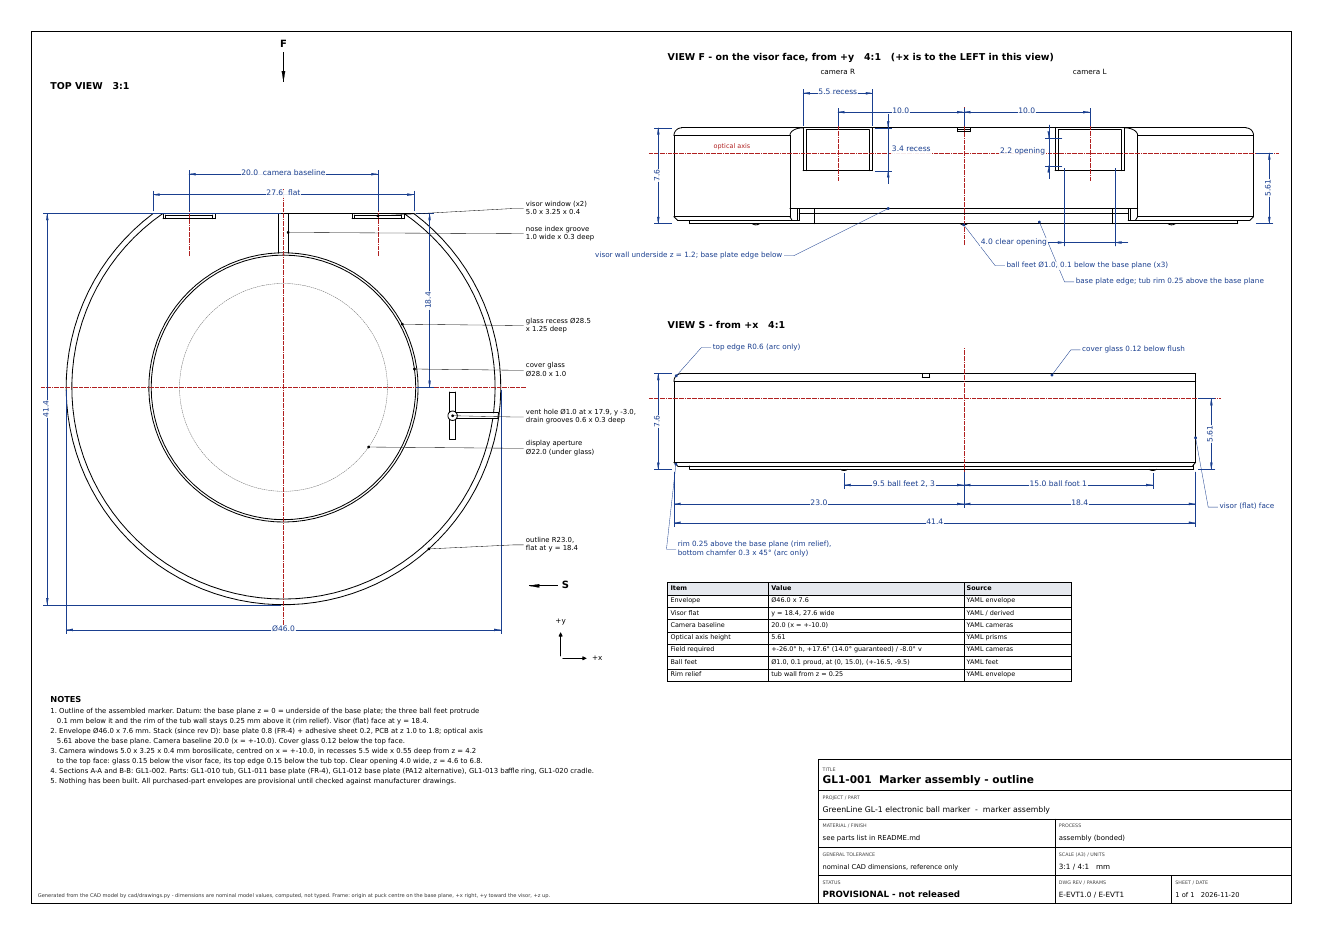 F
TOP VIEW   3:1
20.0  camera baseline
27.6  flat
visor window (x2)
5.0 x 3.25 x 0.4
nose index groove
1.0 wide x 0.3 deep
18.4
glass recess Ø28.5
x 1.25 deep
cover glass
Ø28.0 x 1.0
41.4
vent hole Ø1.0 at x 17.9, y -3.0,
drain grooves 0.6 x 0.3 deep
display aperture
Ø22.0 (under glass)
outline R23.0,
flat at y = 18.4
S
+y
+x
Ø46.0
VIEW F - on the visor face, from +y   4:1   (+x is to the LEFT in this view)
camera R
camera L
5.5 recess
10.0
10.0
optical axis
3.4 recess
2.2 opening
7.6
5.61
4.0 clear opening
visor wall underside z = 1.2; base plate edge below
ball feet Ø1.0, 0.1 below the base plane (x3)
base plate edge; tub rim 0.25 above the base plane
VIEW S - from +x   4:1
top edge R0.6 (arc only)
cover glass 0.12 below flush
7.6
5.61
9.5 ball feet 2, 3
15.0 ball foot 1
23.0
18.4
visor (flat) face
41.4
rim 0.25 above the base plane (rim relief),
bottom chamfer 0.3 x 45° (arc only)
Item Value Source
Envelope Ø46.0 x 7.6 YAML envelope
Visor flat y = 18.4, 27.6 wide YAML / derived
Camera baseline 20.0 (x = +-10.0) YAML cameras
Optical axis height 5.61 YAML prisms
Field required +-26.0° h, +17.6° (14.0° guaranteed) / -8.0° v YAML cameras
Ball feet Ø1.0, 0.1 proud, at (0, 15.0), (+-16.5, -9.5) YAML feet
Rim relief tub wall from z = 0.25 YAML envelope
NOTES
1. Outline of the assembled marker. Datum: the base plane z = 0 = underside of the base plate; the three ball feet protrude
0.1 mm below it and the rim of the tub wall stays 0.25 mm above it (rim relief). Visor (flat) face at y = 18.4.
2. Envelope Ø46.0 x 7.6 mm. Stack (since rev D): base plate 0.8 (FR-4) + adhesive sheet 0.2, PCB at z 1.0 to 1.8; optical axis
5.61 above the base plane. Camera baseline 20.0 (x = +-10.0). Cover glass 0.12 below the top face.
3. Camera windows 5.0 x 3.25 x 0.4 mm borosilicate, centred on x = +-10.0, in recesses 5.5 wide x 0.55 deep from z = 4.2
to the top face: glass 0.15 below the visor face, its top edge 0.15 below the tub top. Clear opening 4.0 wide, z = 4.6 to 6.8.
4. Sections A-A and B-B: GL1-002. Parts: GL1-010 tub, GL1-011 base plate (FR-4), GL1-012 base plate (PA12 alternative), GL1-013 baffle ring, GL1-020 cradle.
5. Nothing has been built. All purchased-part envelopes are provisional until checked against manufacturer drawings.
TITLE
GL1-001  Marker assembly - outline
PROJECT / PART
GreenLine GL-1 electronic ball marker  -  marker assembly
MATERIAL / FINISH PROCESS
see parts list in README.md assembly (bonded)
GENERAL TOLERANCE SCALE (A3) / UNITS
nominal CAD dimensions, reference only 3:1 / 4:1   mm
STATUS DWG REV / PARAMS SHEET / DATE
PROVISIONAL - not released E-EVT1.0 / E-EVT1 1 of 1   2026-11-20
Generated from the CAD model by cad/drawings.py - dimensions are nominal model values, computed, not typed. Frame: origin at puck centre on the base plane, +x right, +y toward the visor, +z up.